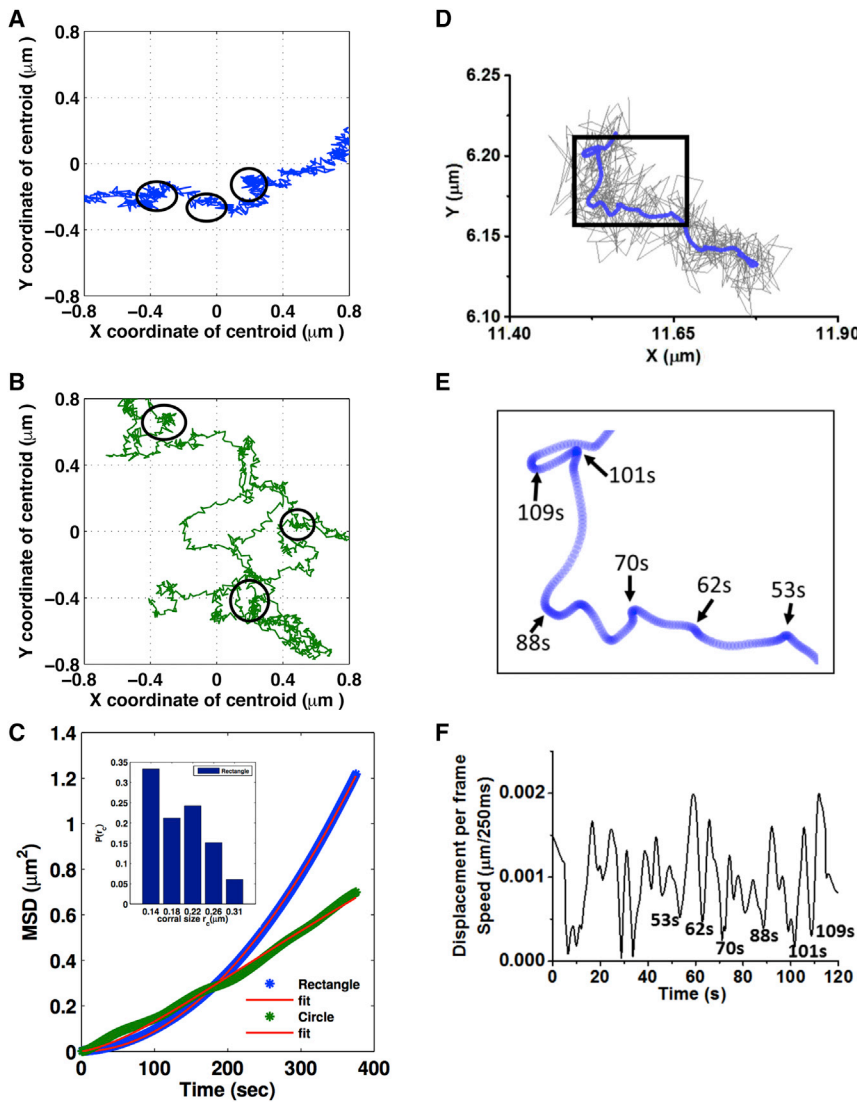 A
Y coordinate of centroid (μm )
0.8
0.4
0
−0.4
−0.8
−0.8 −0.4 0 0.4 0.8
X coordinate of centroid (μm )
B
Y coordinate of centroid (μm )
0.8
0.4
0
−0.4
−0.8
−0.8 −0.4 0 0.4 0.8
X coordinate of centroid (μm )
C
MSD (μm²)
1.4
1.2
1
0.8
0.6
0.4
0.2
0
0 100 200 300 400
Time (sec)
P(r_c)
0.35
0.3
0.25
0.2
0.15
0.1
0.05
0
0.14 0.18 0.22 0.26 0.31
corral size r_c(μm)
Rectangle
Rectangle
fit
Circle
fit
D
Y (μm)
6.25
6.20
6.15
6.10
11.40 11.65 11.90
X (μm)
E
101s
109s
70s
62s
53s
88s
F
Displacement per frame
Speed (μm/250ms)
0.002
0.001
0.000
53s
62s
70s
88s
101s
109s
0 20 40 60 80 100 120
Time (s)